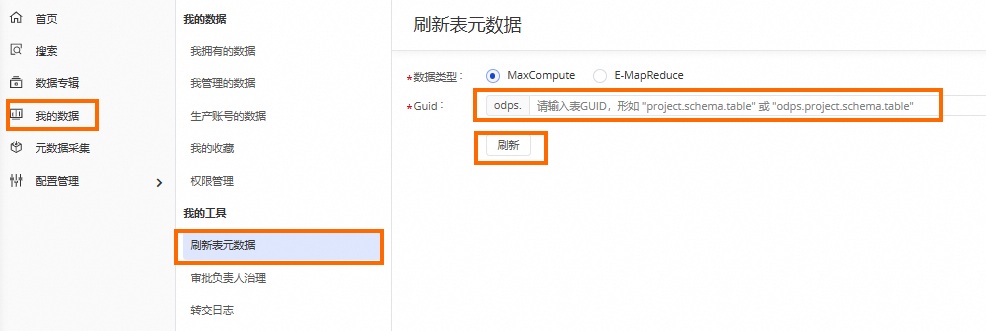 首页
搜索
数据专辑
我的数据
元数据采集
配置管理
我的数据
我拥有的数据
我管理的数据
生产账号的数据
我的收藏
权限管理
我的工具
刷新表元数据
审批负责人治理
转交日志
刷新表元数据
*数据类型： MaxCompute E-MapReduce
*Guid： odps. 请输入表GUID，形如 "project.schema.table" 或 "odps.project.schema.table"
刷新